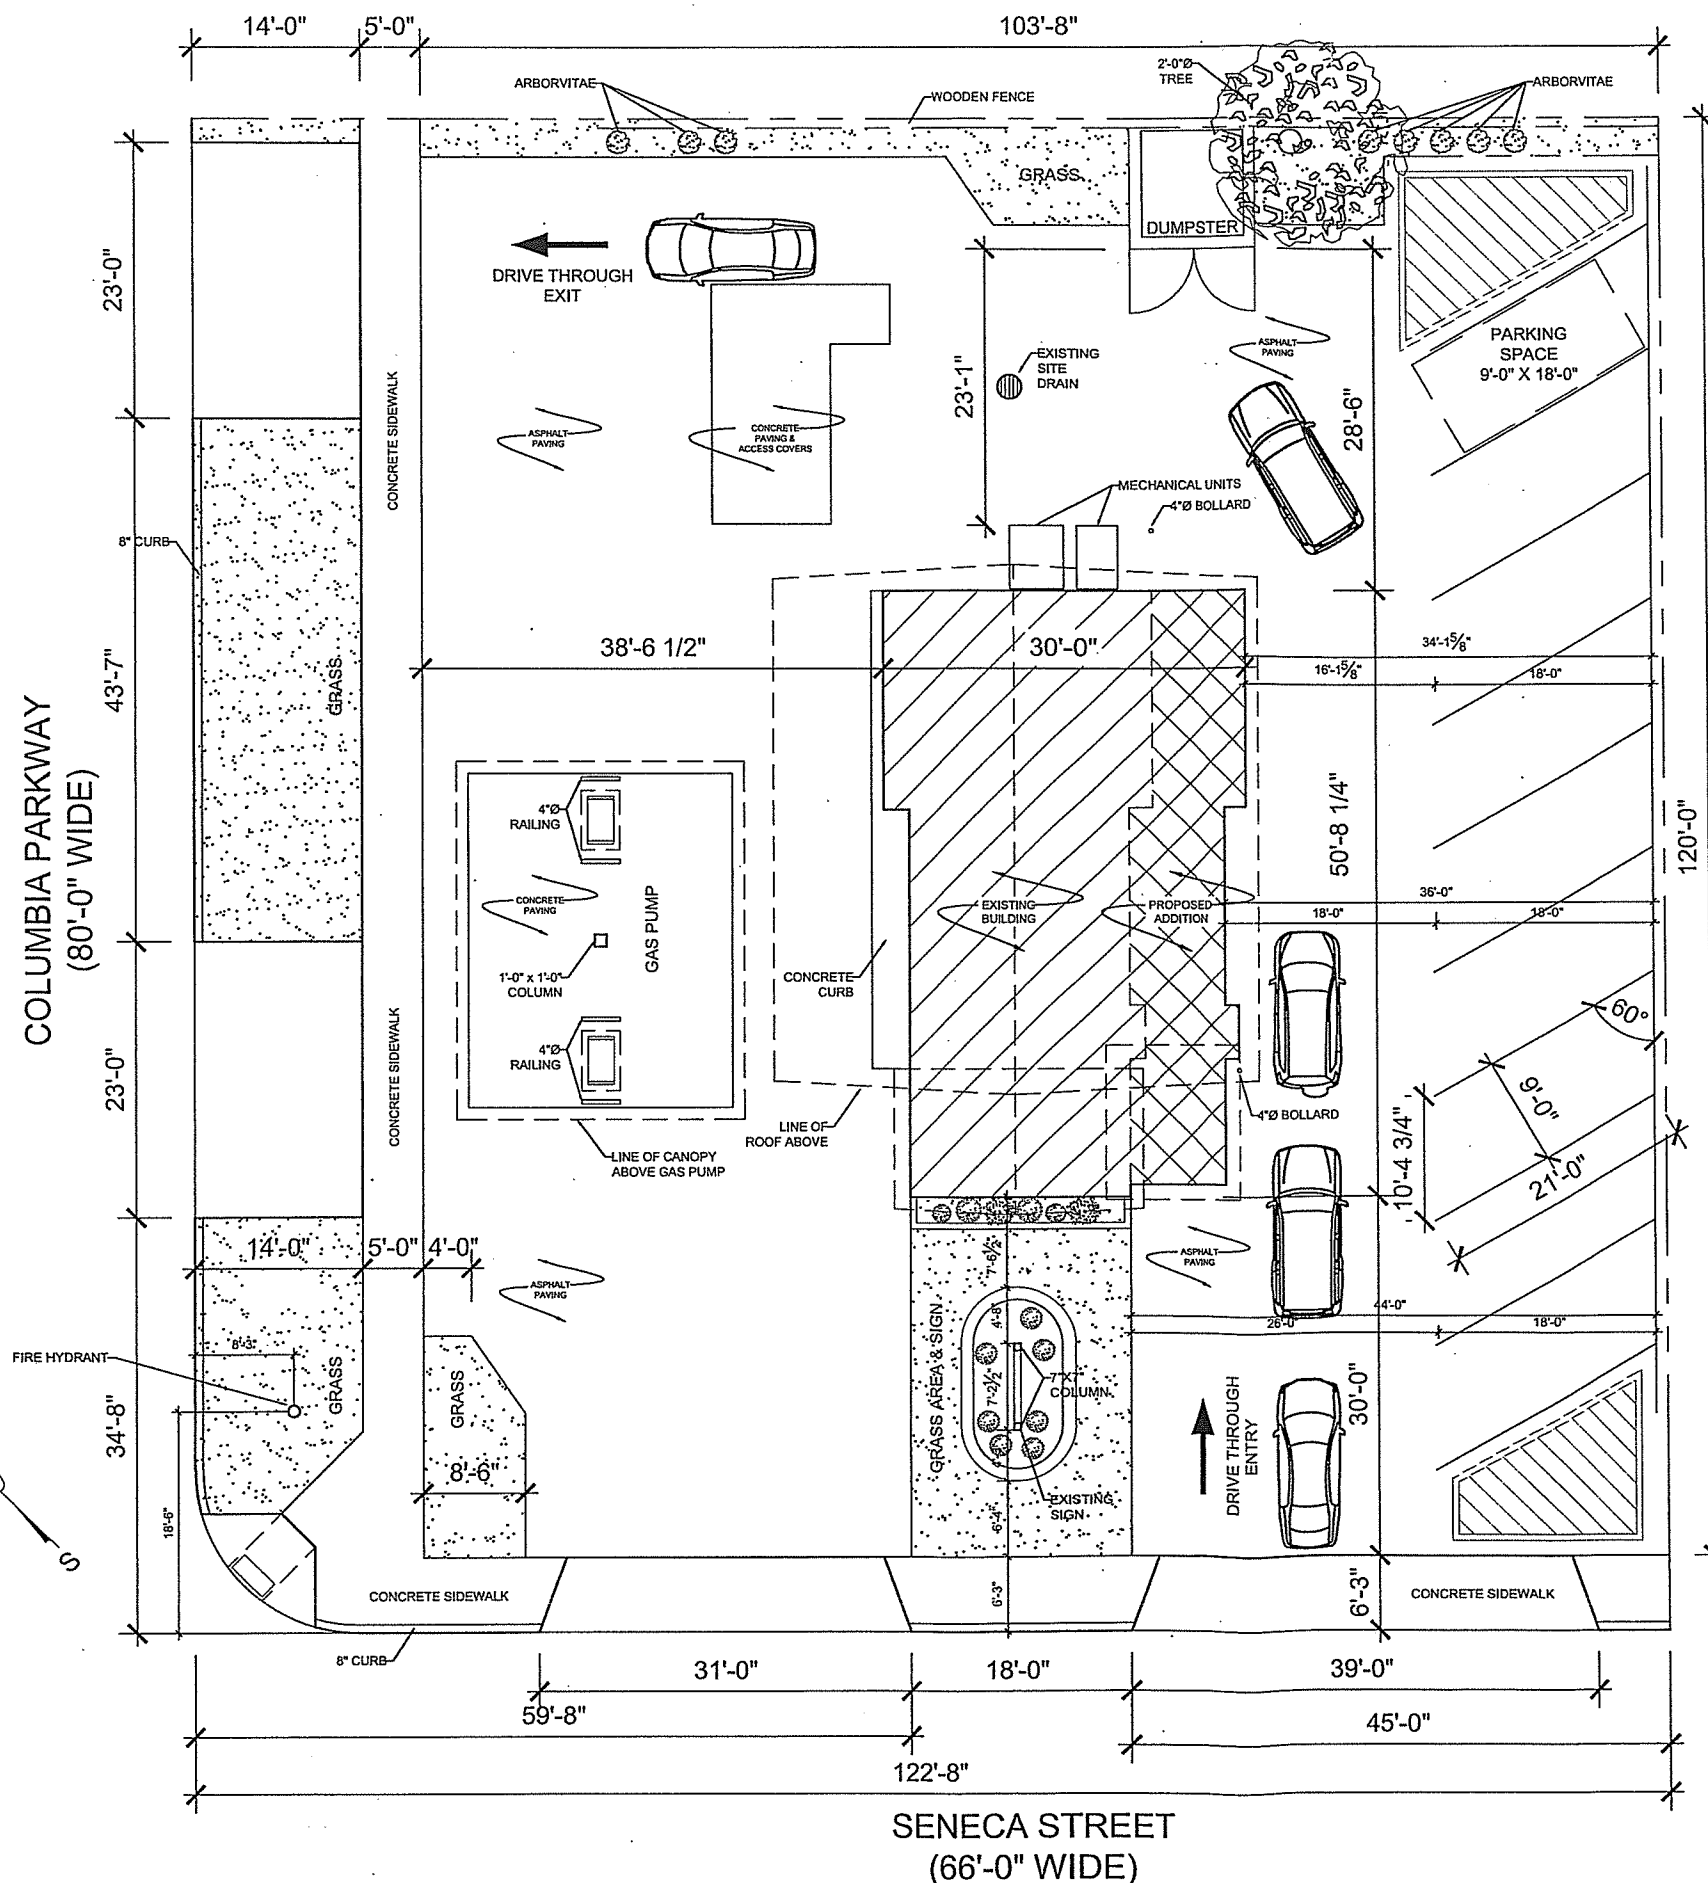 14'-0"
5'-0"
103'-8"
ARBORVITAE
2'-0"Ø
TREE
ARBORVITAE
WOODEN FENCE
GRASS
DUMPSTER
23'-0"
DRIVE THROUGH
EXIT
PARKING
SPACE
9'-0" X 18'-0"
ASPHALT
PAVING
EXISTING
SITE
DRAIN
23'-1"
28'-6"
CONCRETE SIDEWALK
ASPHALT
PAVING
CONCRETE
PAVING &
ACCESS COVERS
MECHANICAL UNITS
4"Ø BOLLARD
8" CURB
38'-6 1/2"
30'-0"
34'-1 5/8"
16'-1 5/8"
18'-0"
43'-7"
GRASS
COLUMBIA PARKWAY
(80'-0" WIDE)
4"Ø
RAILING
50'-8 1/4"
120'-0"
CONCRETE
PAVING
GAS PUMP
EXISTING
BUILDING
PROPOSED
ADDITION
36'-0"
18'-0"
18'-0"
1'-0" x 1'-0"
COLUMN
CONCRETE
CURB
60°
23'-0"
CONCRETE SIDEWALK
4"Ø
RAILING
9'-0"
4"Ø BOLLARD
LINE OF
ROOF ABOVE
LINE OF CANOPY
ABOVE GAS PUMP
10'-4 3/4"
21'-0"
14'-0"
5'-0"
4'-0"
ASPHALT
PAVING
7'-6 1/2"
ASPHALT
PAVING
44'-0"
26'-0"
18'-0"
4'-8"
8'-3"
FIRE HYDRANT
GRASS
GRASS
GRASS AREA & SIGN
7'-2 1/2"
7"X7"
COLUMN
DRIVE THROUGH
ENTRY
30'-0"
34'-8"
8'-6"
EXISTING
SIGN
6'-4"
18'-6"
S
CONCRETE SIDEWALK
6'-3"
6'-3"
CONCRETE SIDEWALK
8" CURB
31'-0"
18'-0"
39'-0"
59'-8"
45'-0"
122'-8"
SENECA STREET
(66'-0" WIDE)